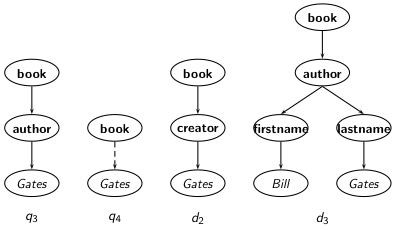 book
book book author
author book creator firstname lastname
Gates Gates Gates Bill Gates
q3 q4 d2 d3